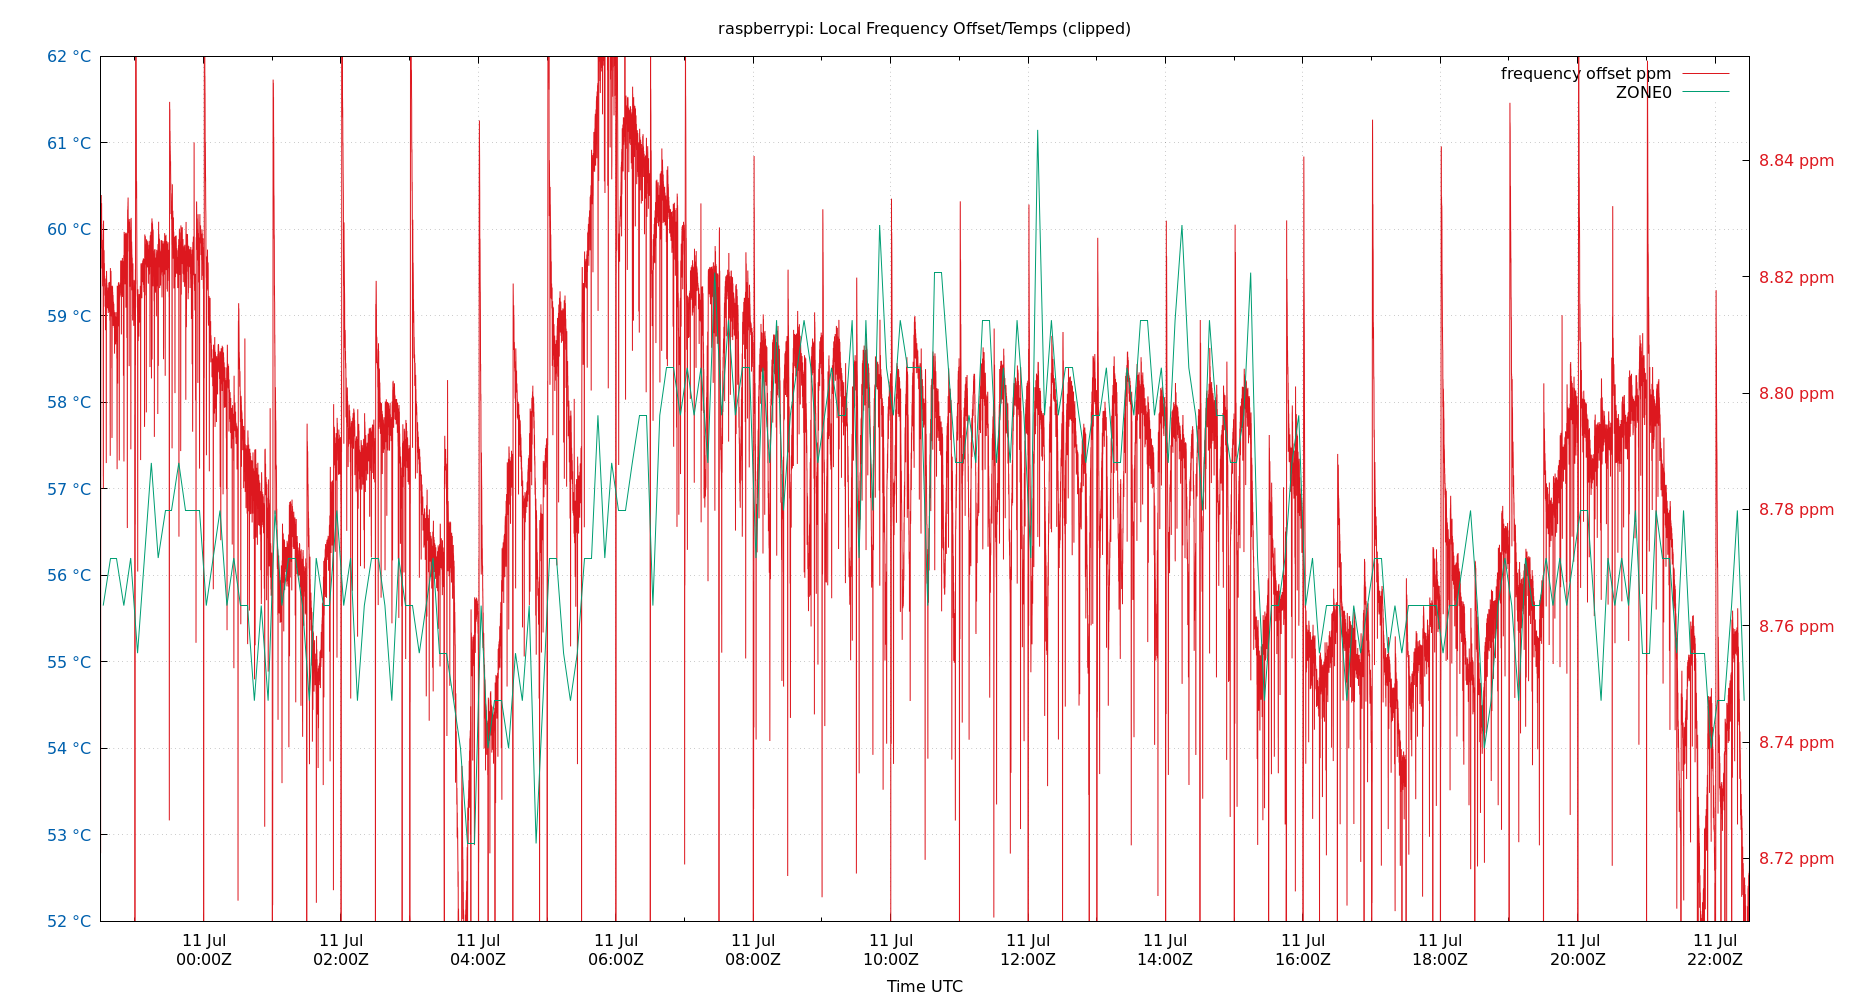 raspberrypi: Local Frequency Offset/Temps (clipped)
frequency offset ppm
ZONE0
62 °C
61 °C
60 °C
59 °C
58 °C
57 °C
56 °C
55 °C
54 °C
53 °C
52 °C
8.84 ppm
8.82 ppm
8.80 ppm
8.78 ppm
8.76 ppm
8.74 ppm
8.72 ppm
11 Jul 11 Jul 11 Jul 11 Jul 11 Jul 11 Jul 11 Jul 11 Jul 11 Jul 11 Jul 11 Jul 11 Jul
00:00Z 02:00Z 04:00Z 06:00Z 08:00Z 10:00Z 12:00Z 14:00Z 16:00Z 18:00Z 20:00Z 22:00Z
Time UTC